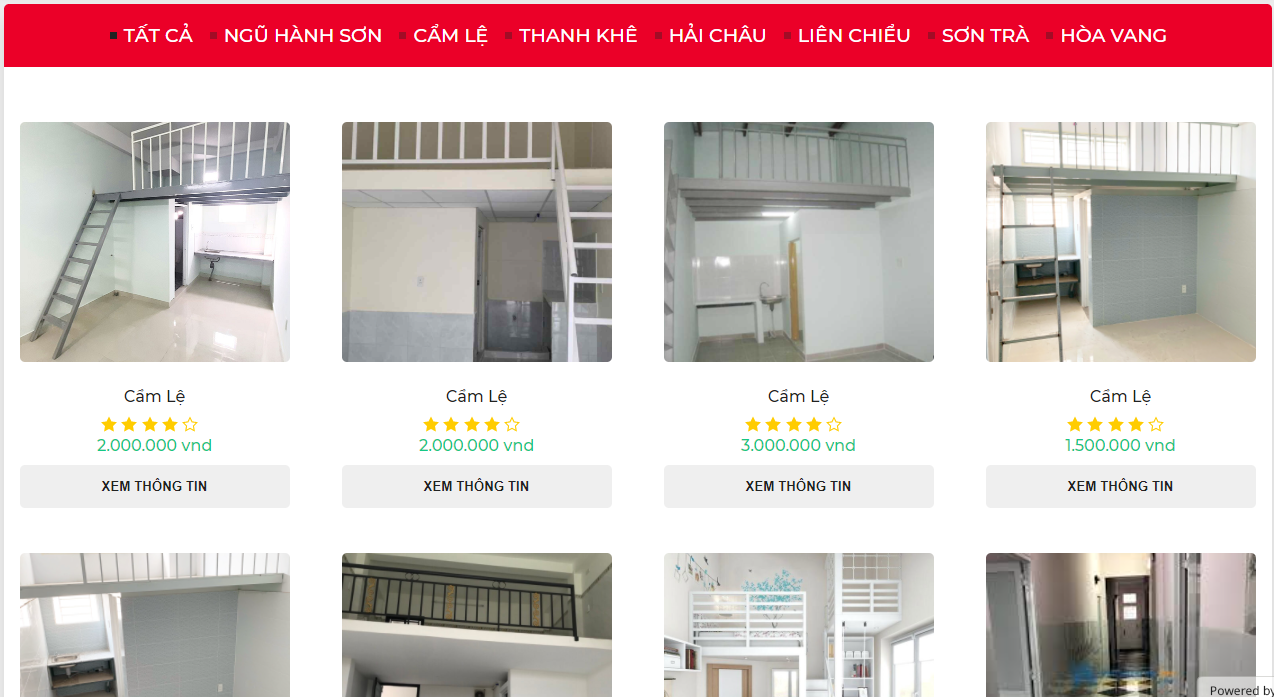 TẤT CẢ NGŨ HÀNH SƠN CẨM LỆ THANH KHÊ HẢI CHÂU LIÊN CHIỂU SƠN TRÀ HÒA VANG
Cẩm Lệ Cẩm Lệ Cẩm Lệ Cẩm Lệ
2.000.000 vnd 2.000.000 vnd 3.000.000 vnd 1.500.000 vnd
XEM THÔNG TIN XEM THÔNG TIN XEM THÔNG TIN XEM THÔNG TIN
Powered by